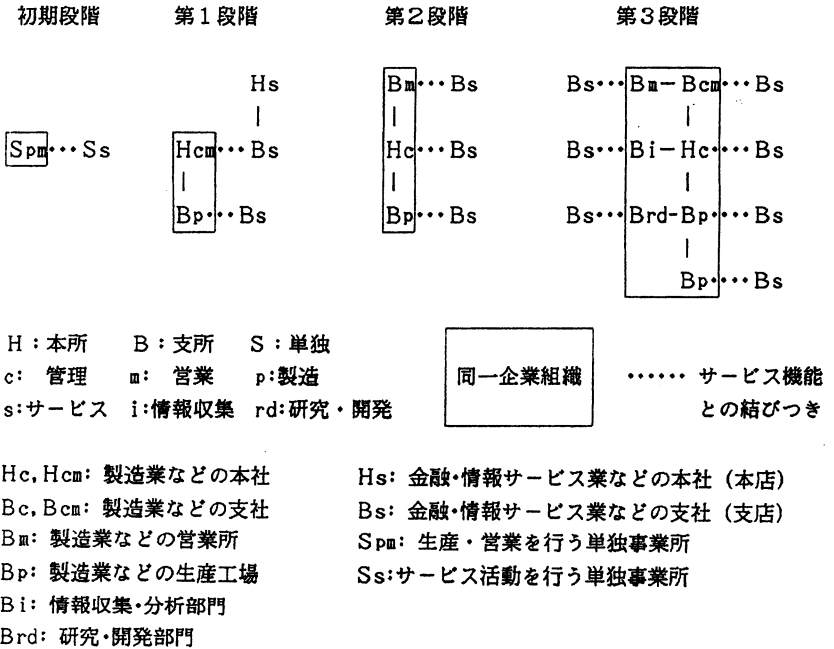 初期段階 第1段階 第2段階 第3段階
Hs Bm…Bs Bs…Bm－Bcm…Bs
Spm…Ss Hcm…Bs Hc…Bs Bs…Bi－Hc…Bs
Bp…Bs Bp…Bs Bs…Brd-Bp…Bs
Bp…Bs
H：本所 B：支所 S：単独
c: 管理 m: 営業 p:製造 同一企業組織 …… サービス機能
s:サービス i:情報収集 rd:研究・開発 との結びつき
Hc,Hcm: 製造業などの本社
Bc,Bcm: 製造業などの支社
Bm: 製造業などの営業所
Bp: 製造業などの生産工場
Bi: 情報収集・分析部門
Brd: 研究・開発部門
Hs: 金融・情報サービス業などの本社（本店）
Bs: 金融・情報サービス業などの支社（支店）
Spm: 生産・営業を行う単独事業所
Ss:サービス活動を行う単独事業所